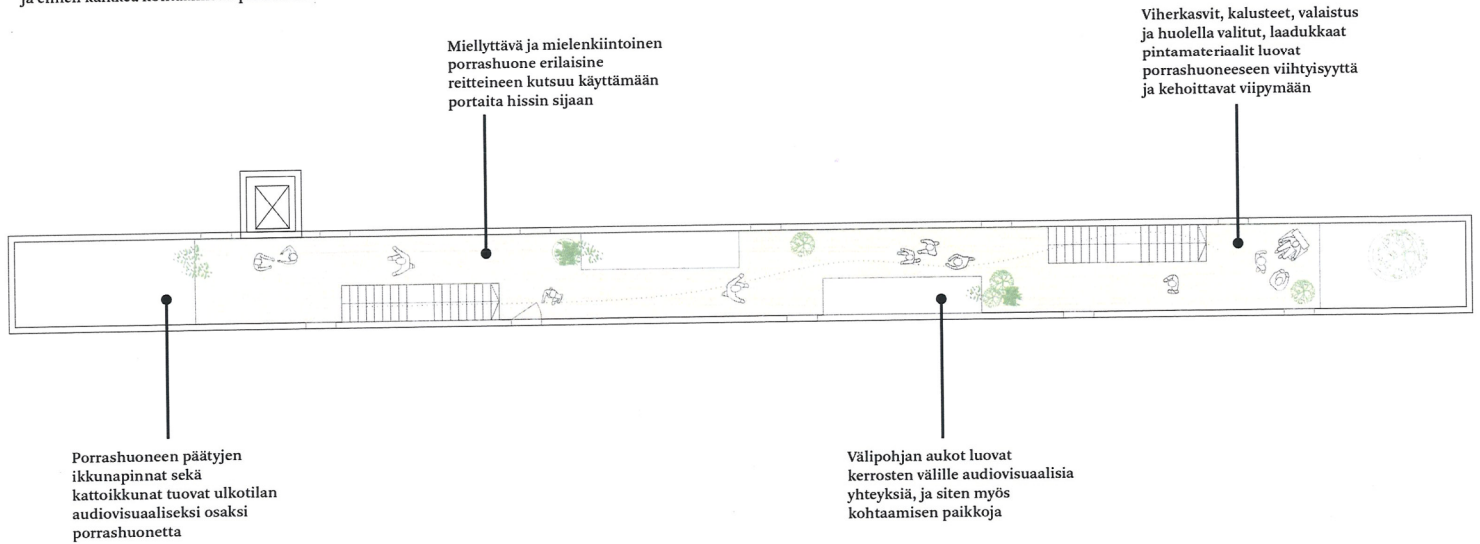 Viherkasvit, kalusteet, valaistus
ja huolella valitut, laadukkaat
pintamateriaalit luovat
porrashuoneeseen viihtyisyyttä
ja kehoittavat viipymään
Miellyttävä ja mielenkiintoinen
porrashuone erilaisine
reitteineen kutsuu käyttämään
portaita hissin sijaan
Porrashuoneen päätyjen
ikkunapinnat sekä
kattoikkunat tuovat ulkotilan
audiovisuaaliseksi osaksi
porrashuonetta
Välipohjan aukot luovat
kerrosten välille audiovisuaalisia
yhteyksiä, ja siten myös
kohtaamisen paikkoja